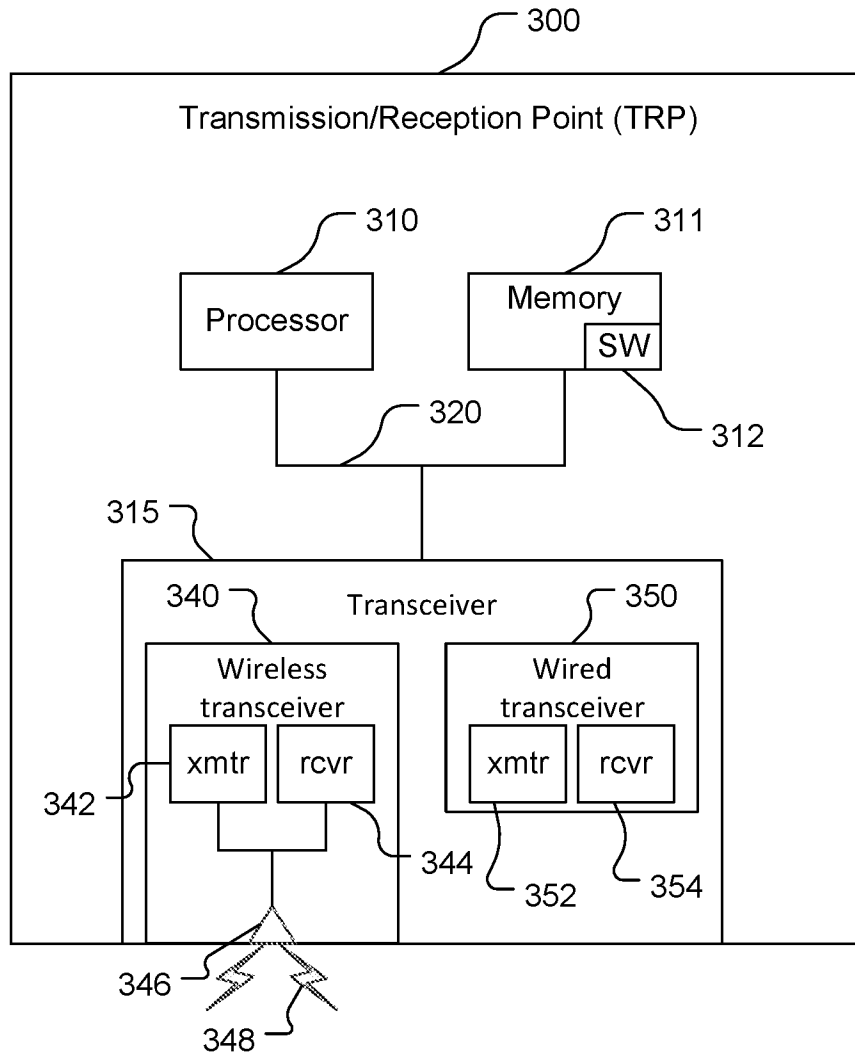 300
Transmission/Reception Point (TRP)
310
311
Processor
Memory
SW
320
312
315
340
Transceiver
350
Wireless
transceiver
Wired
transceiver
xmtr
rcvr
xmtr
rcvr
342
344
352
354
346
348